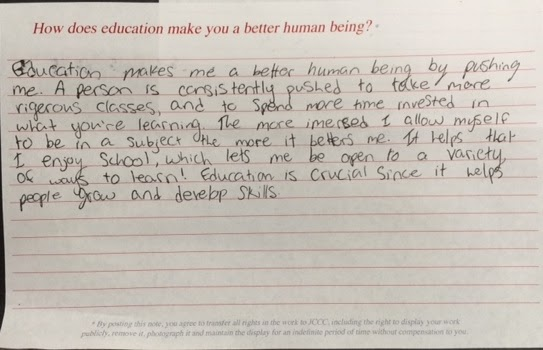 How does education make you a better human being? *
Education makes me a better human being by pushing
me. A person is consistently pushed to take more
rigerous classes, and to spend more time invested in
what you're learning. The more imersed I allow myself
to be in a subject the more it betters me. It helps that
I enjoy School, which lets me be open to a variety
of ways to learn! Education is crucial since it helps
people grow and develop skills.
* By posting this note, you agree to transfer all rights in the work to JCCC, including the right to display your work
publicly, remove it, photograph it and maintain the display for an indefinite period of time without compensation to you.